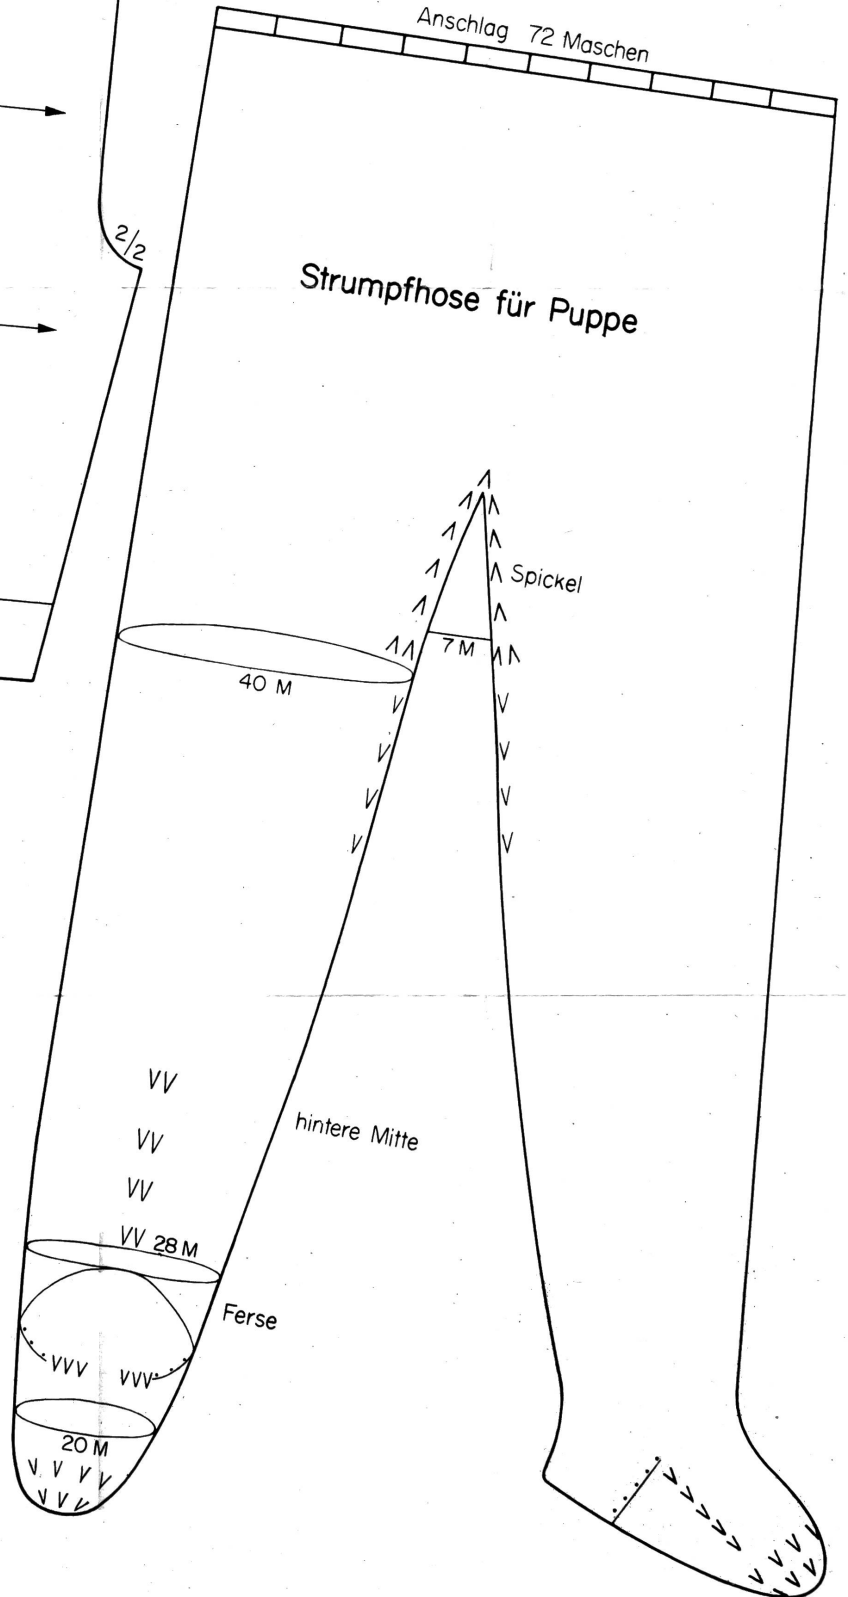 Anschlag 72 Maschen
2/2
Strumpfhose für Puppe
Spickel
7 M
40 M
hintere Mitte
28 M
Ferse
20 M